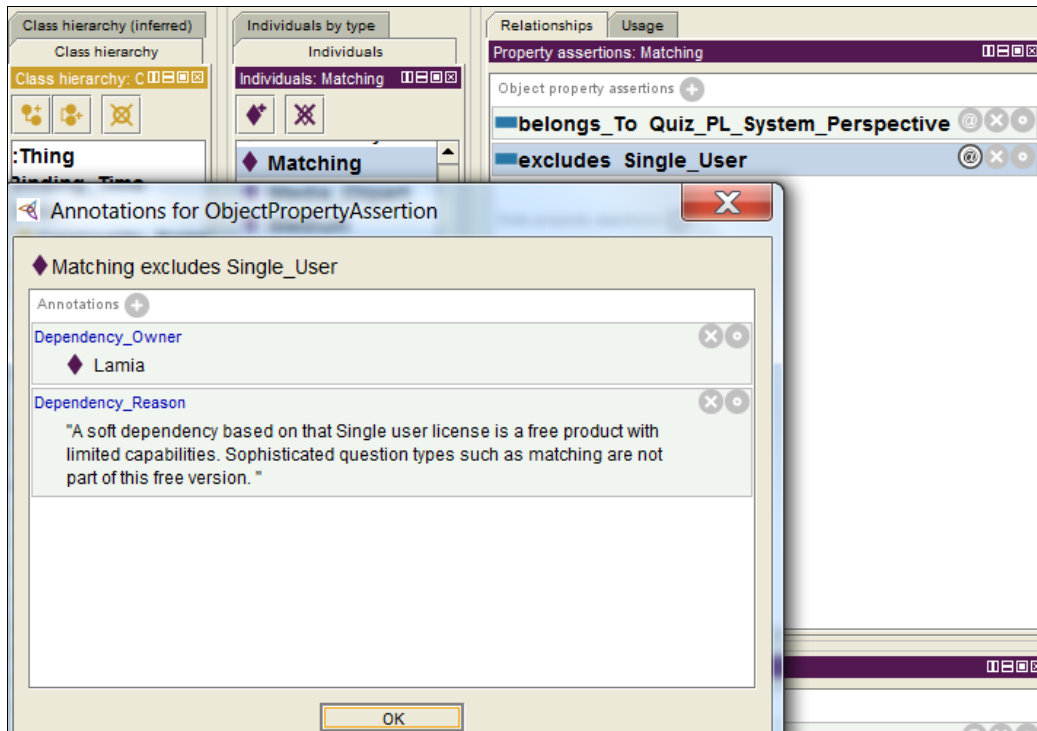 Class hierarchy (inferred)
Individuals by type
Relationships
Usage
Class hierarchy
Individuals
Property assertions: Matching
Class hierarchy: C
Individuals: Matching
Object property assertions
belongs_To Quiz_PL_System_Perspective
:Thing
Matching
excludes Single_User
Annotations for ObjectPropertyAssertion
Matching excludes Single_User
Annotations
Dependency_Owner
Lamia
Dependency_Reason
"A soft dependency based on that Single user license is a free product with
limited capabilities. Sophisticated question types such as matching are not
part of this free version. "
OK